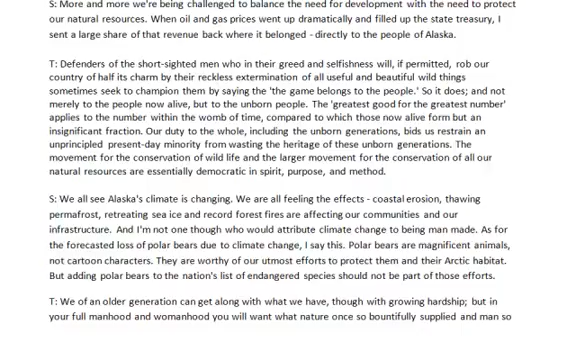 S: More and more we're being challenged to balance the need for development with the need to protect
our natural resources. When oil and gas prices went up dramatically and filled up the state treasury, I
sent a large share of that revenue back where it belonged - directly to the people of Alaska.
T: Defenders of the short-sighted men who in their greed and selfishness will, if permitted, rob our
country of half its charm by their reckless extermination of all useful and beautiful wild things
sometimes seek to champion them by saying the 'the game belongs to the people.' So it does; and not
merely to the people now alive, but to the unborn people. The 'greatest good for the greatest number'
applies to the number within the womb of time, compared to which those now alive form but an
insignificant fraction. Our duty to the whole, including the unborn generations, bids us restrain an
unprincipled present-day minority from wasting the heritage of these unborn generations. The
movement for the conservation of wild life and the larger movement for the conservation of all our
natural resources are essentially democratic in spirit, purpose, and method.
S: We all see Alaska's climate is changing. We are all feeling the effects - coastal erosion, thawing
permafrost, retreating sea ice and record forest fires are affecting our communities and our
infrastructure. And I'm not one though who would attribute climate change to being man made. As for
the forecasted loss of polar bears due to climate change, I say this. Polar bears are magnificent animals,
not cartoon characters. They are worthy of our utmost efforts to protect them and their Arctic habitat.
But adding polar bears to the nation's list of endangered species should not be part of those efforts.
T: We of an older generation can get along with what we have, though with growing hardship; but in
your full manhood and womanhood you will want what nature once so bountifully supplied and man so